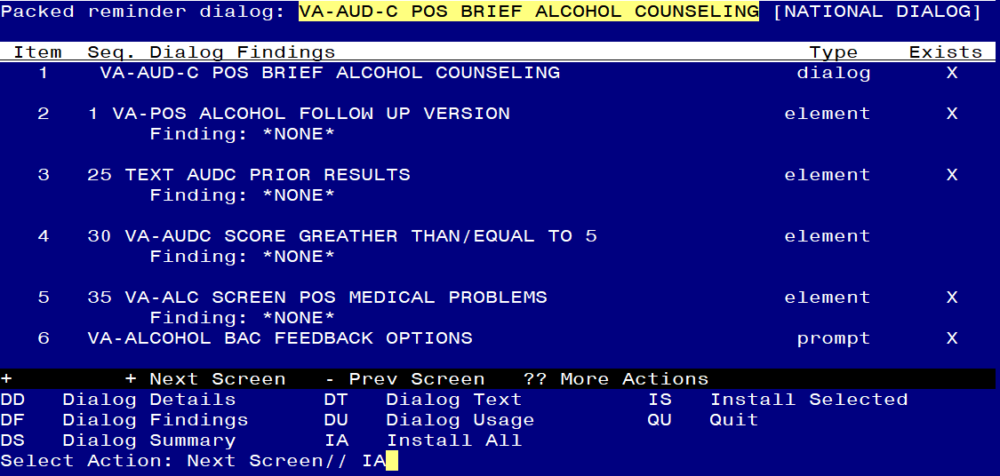 Packed reminder dialog: VA-AUD-C POS BRIEF ALCOHOL COUNSELING [NATIONAL DIALOG]
Item Seq. Dialog Findings Type Exists
1 VA-AUD-C POS BRIEF ALCOHOL COUNSELING dialog X
2 1 VA-POS ALCOHOL FOLLOW UP VERSION element X
Finding: *NONE*
3 25 TEXT AUDC PRIOR RESULTS element X
Finding: *NONE*
4 30 VA-AUDC SCORE GREATHER THAN/EQUAL TO 5 element
Finding: *NONE*
5 35 VA-ALC SCREEN POS MEDICAL PROBLEMS element X
Finding: *NONE*
6 VA-ALCOHOL BAC FEEDBACK OPTIONS prompt X
+ + Next Screen - Prev Screen ?? More Actions
DD Dialog Details DT Dialog Text IS Install Selected
DF Dialog Findings DU Dialog Usage QU Quit
DS Dialog Summary IA Install All
Select Action: Next Screen// IA